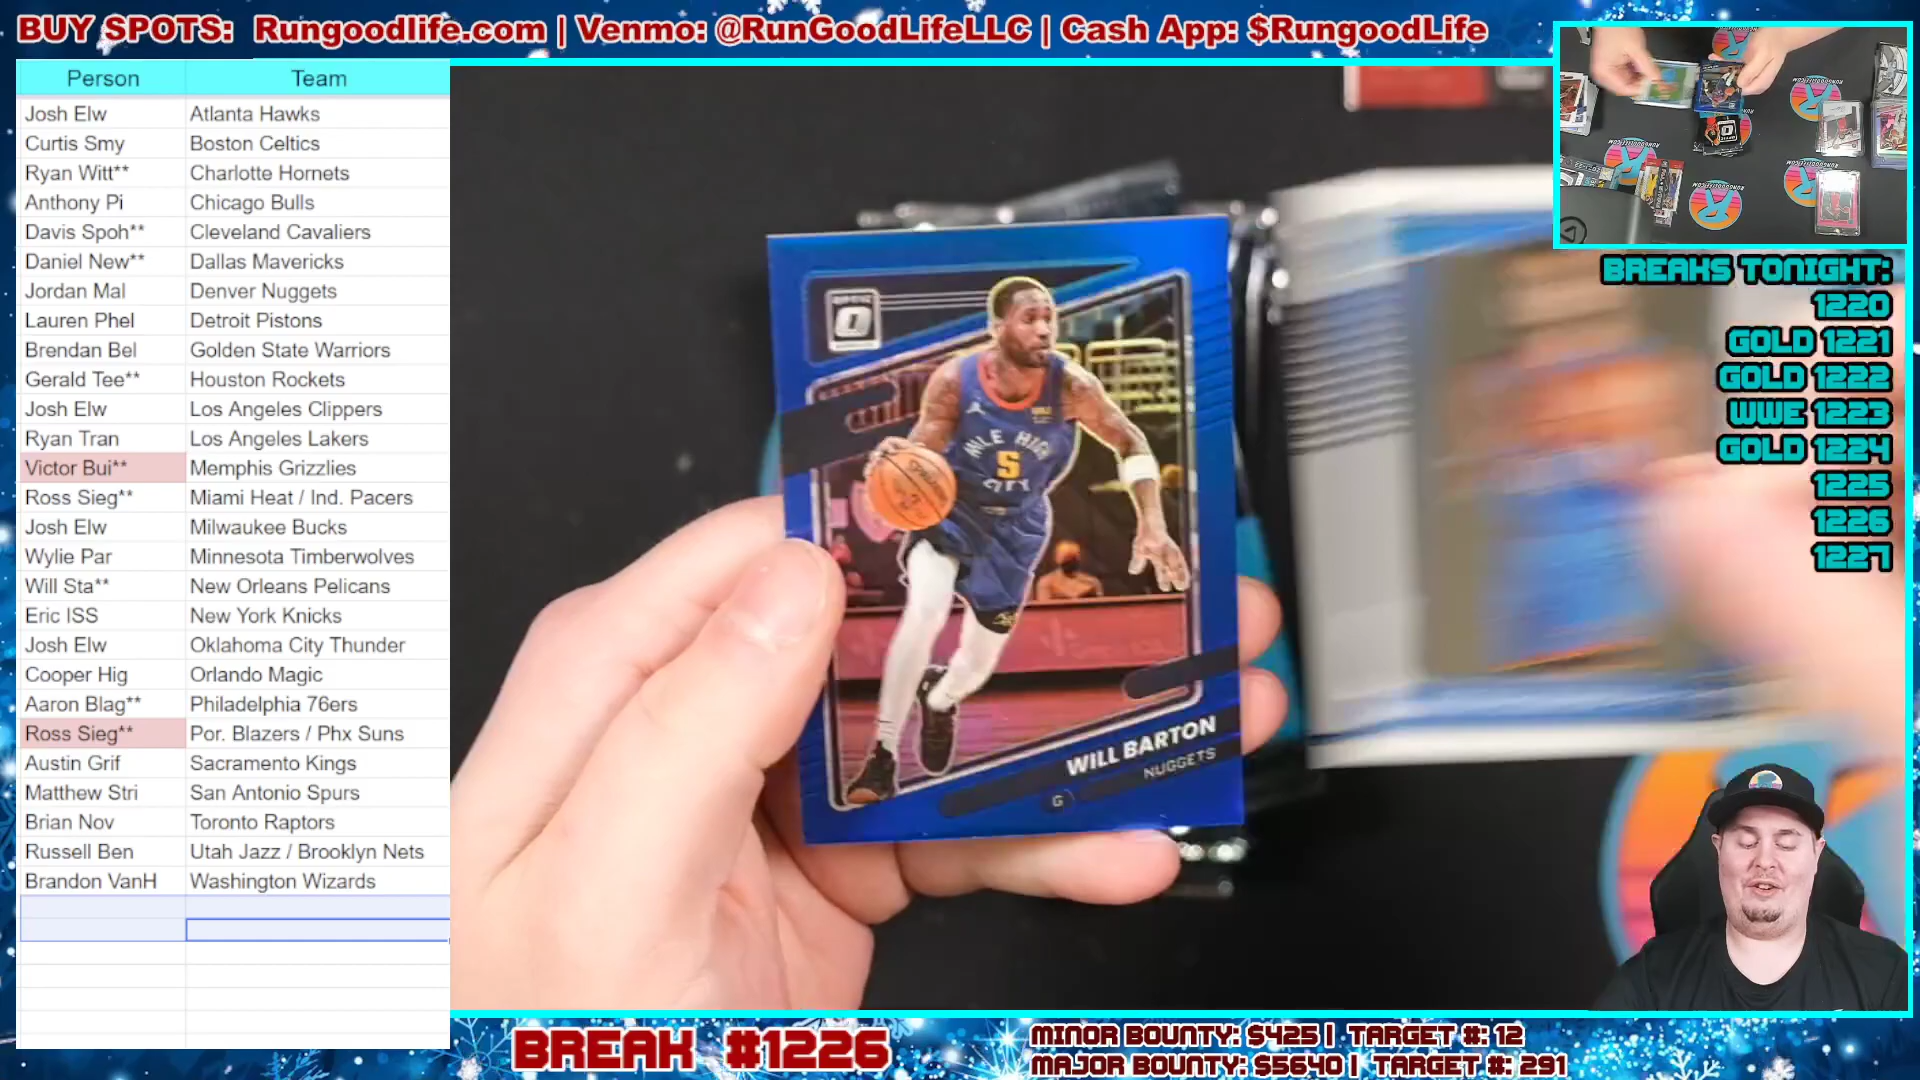 BUY SPOTS: Rungoodlife.com | Venmo: @RunGoodLifeLLC | Cash App: $RungoodLife
Person Team
Josh Elw Atlanta Hawks
Curtis Smy Boston Celtics
Ryan Witt** Charlotte Hornets
Anthony Pi Chicago Bulls
Davis Spoh** Cleveland Cavaliers
Daniel New** Dallas Mavericks
Jordan Mal Denver Nuggets
Lauren Phel Detroit Pistons
Brendan Bel Golden State Warriors
Gerald Tee** Houston Rockets
Josh Elw Los Angeles Clippers
Ryan Tran Los Angeles Lakers
Victor Bui** Memphis Grizzlies
Ross Sieg** Miami Heat / Ind. Pacers
Josh Elw Milwaukee Bucks
Wylie Par Minnesota Timberwolves
Will Sta** New Orleans Pelicans
Eric ISS New York Knicks
Josh Elw Oklahoma City Thunder
Cooper Hig Orlando Magic
Aaron Blag** Philadelphia 76ers
Ross Sieg** Por. Blazers / Phx Suns
Austin Grif Sacramento Kings
Matthew Stri San Antonio Spurs
Brian Nov Toronto Raptors
Russell Ben Utah Jazz / Brooklyn Nets
Brandon VanH Washington Wizards
MILE HIGH
5
CITY
WILL BARTON
NUGGETS
G
BREAKS TONIGHT:
1220
GOLD 1221
GOLD 1222
WWE 1223
GOLD 1224
1225
1226
1227
BREAK #1226
MINOR BOUNTY: $425 | TARGET #: 12
MAJOR BOUNTY: $5640 | TARGET #: 291